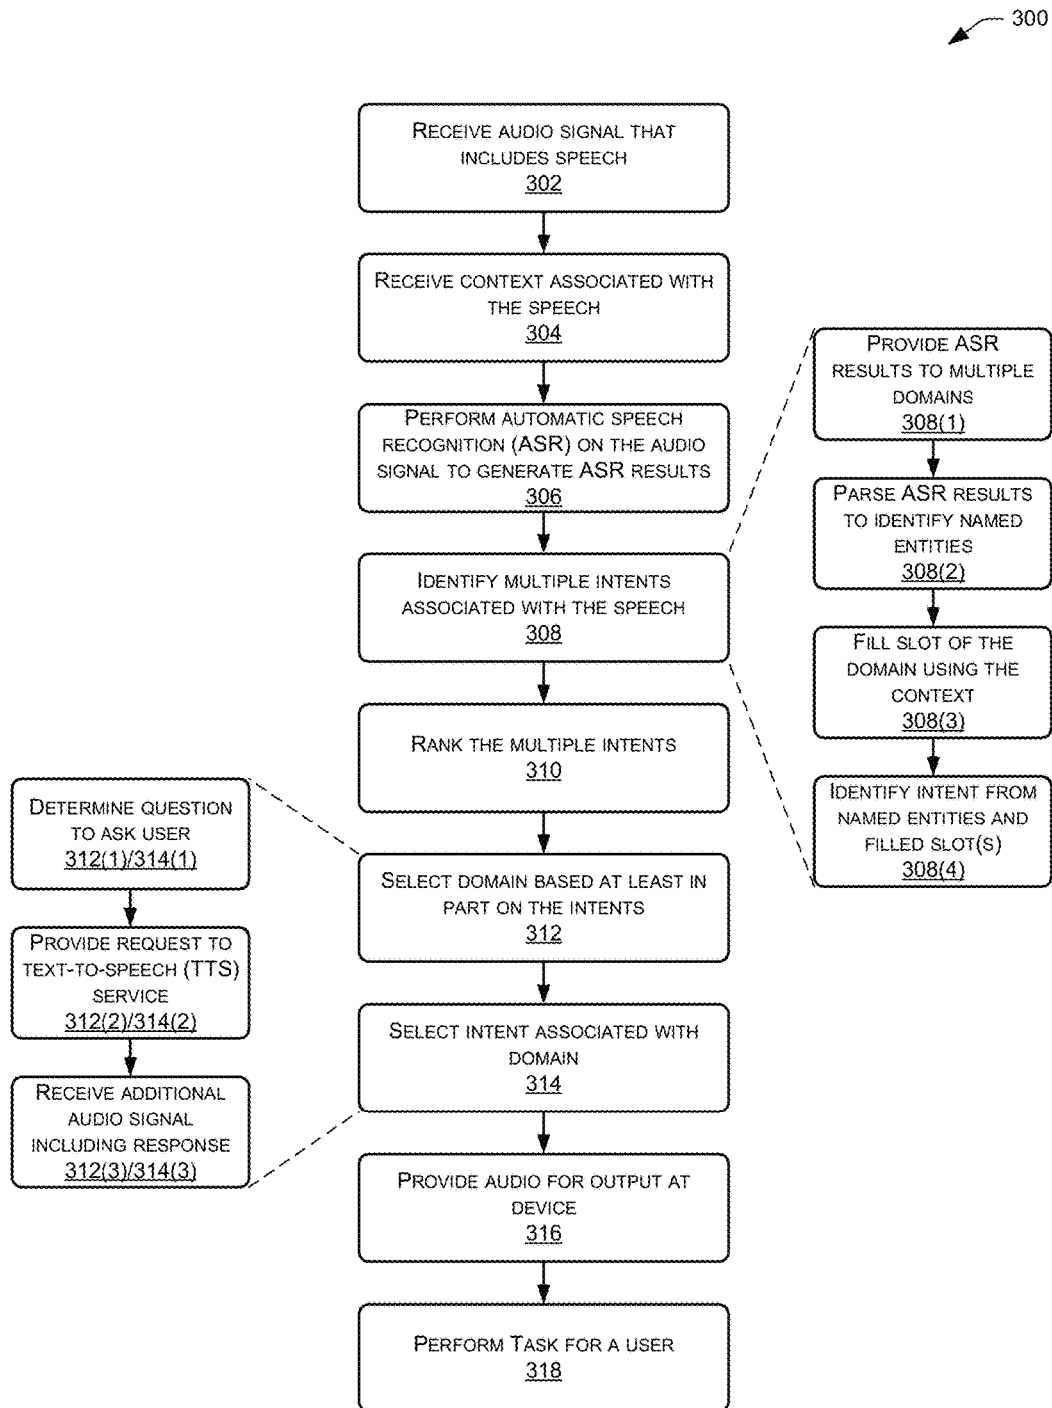 300
RECEIVE AUDIO SIGNAL THAT
INCLUDES SPEECH
302
RECEIVE CONTEXT ASSOCIATED WITH
THE SPEECH
304
PERFORM AUTOMATIC SPEECH
RECOGNITION (ASR) ON THE AUDIO
SIGNAL TO GENERATE ASR RESULTS
306
IDENTIFY MULTIPLE INTENTS
ASSOCIATED WITH THE SPEECH
308
PROVIDE ASR
RESULTS TO MULTIPLE
DOMAINS
308(1)
PARSE ASR RESULTS
TO IDENTIFY NAMED
ENTITIES
308(2)
FILL SLOT OF THE
DOMAIN USING THE
CONTEXT
308(3)
IDENTIFY INTENT FROM
NAMED ENTITIES AND
FILLED SLOT(S)
308(4)
RANK THE MULTIPLE INTENTS
310
SELECT DOMAIN BASED AT LEAST IN
PART ON THE INTENTS
312
DETERMINE QUESTION
TO ASK USER
312(1)/314(1)
PROVIDE REQUEST TO
TEXT-TO-SPEECH (TTS)
SERVICE
312(2)/314(2)
RECEIVE ADDITIONAL
AUDIO SIGNAL
INCLUDING RESPONSE
312(3)/314(3)
SELECT INTENT ASSOCIATED WITH
DOMAIN
314
PROVIDE AUDIO FOR OUTPUT AT
DEVICE
316
PERFORM TASK FOR A USER
318